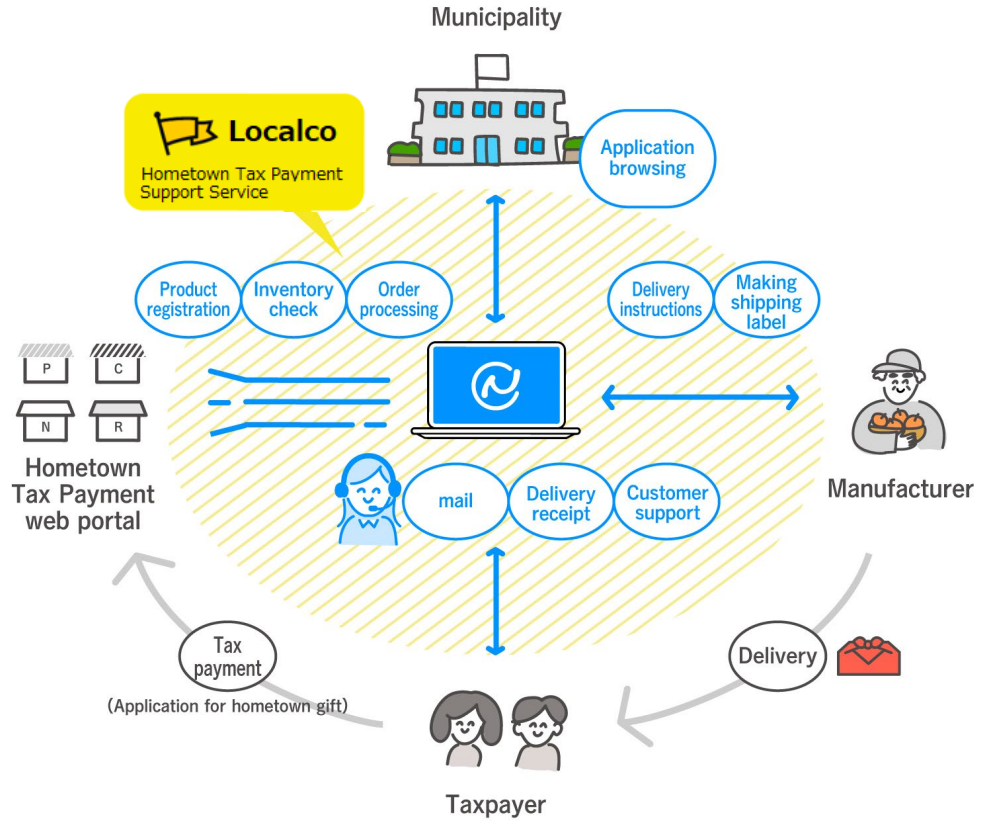 Municipality
Localco
Hometown Tax Payment
Support Service
Application
browsing
Product
registration
Inventory
check
Order
processing
Delivery
instructions
Making
shipping
label
P
C
N
R
Hometown
Tax Payment
web portal
Manufacturer
mail
Delivery
receipt
Customer
support
Tax
payment
(Application for hometown gift)
Delivery
Taxpayer